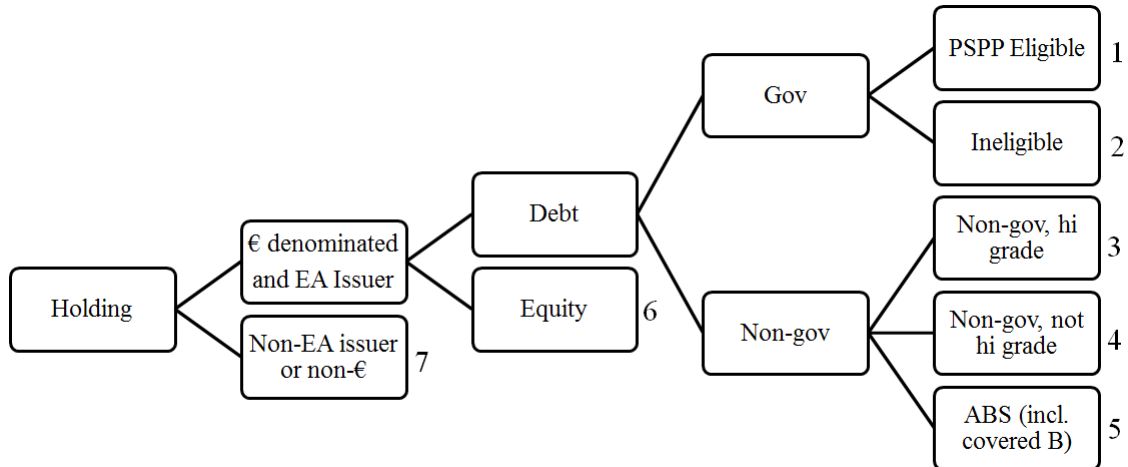 PSPP Eligible
1
Gov
Ineligible
2
Debt
€ denominated
and EA Issuer
Non-gov, hi
grade
3
Holding
Equity
6
Non-gov
Non-gov, not
hi grade
4
Non-EA issuer
or non-€
7
ABS (incl.
covered B)
5